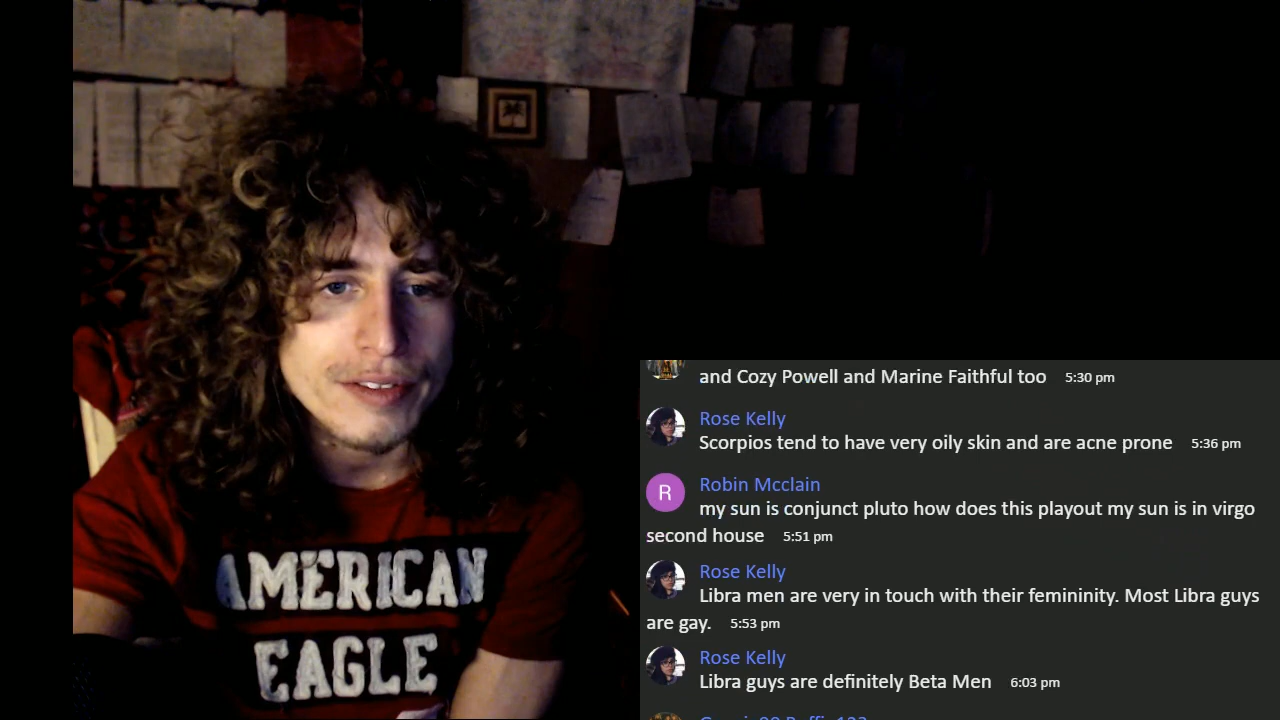 AMERICAN
EAGLE
and Cozy Powell and Marine Faithful too 5:30 pm
Rose Kelly
Scorpios tend to have very oily skin and are acne prone 5:36 pm
R
Robin Mcclain
my sun is conjunct pluto how does this playout my sun is in virgo
second house 5:51 pm
Rose Kelly
Libra men are very in touch with their femininity. Most Libra guys
are gay. 5:53 pm
Rose Kelly
Libra guys are definitely Beta Men 6:03 pm